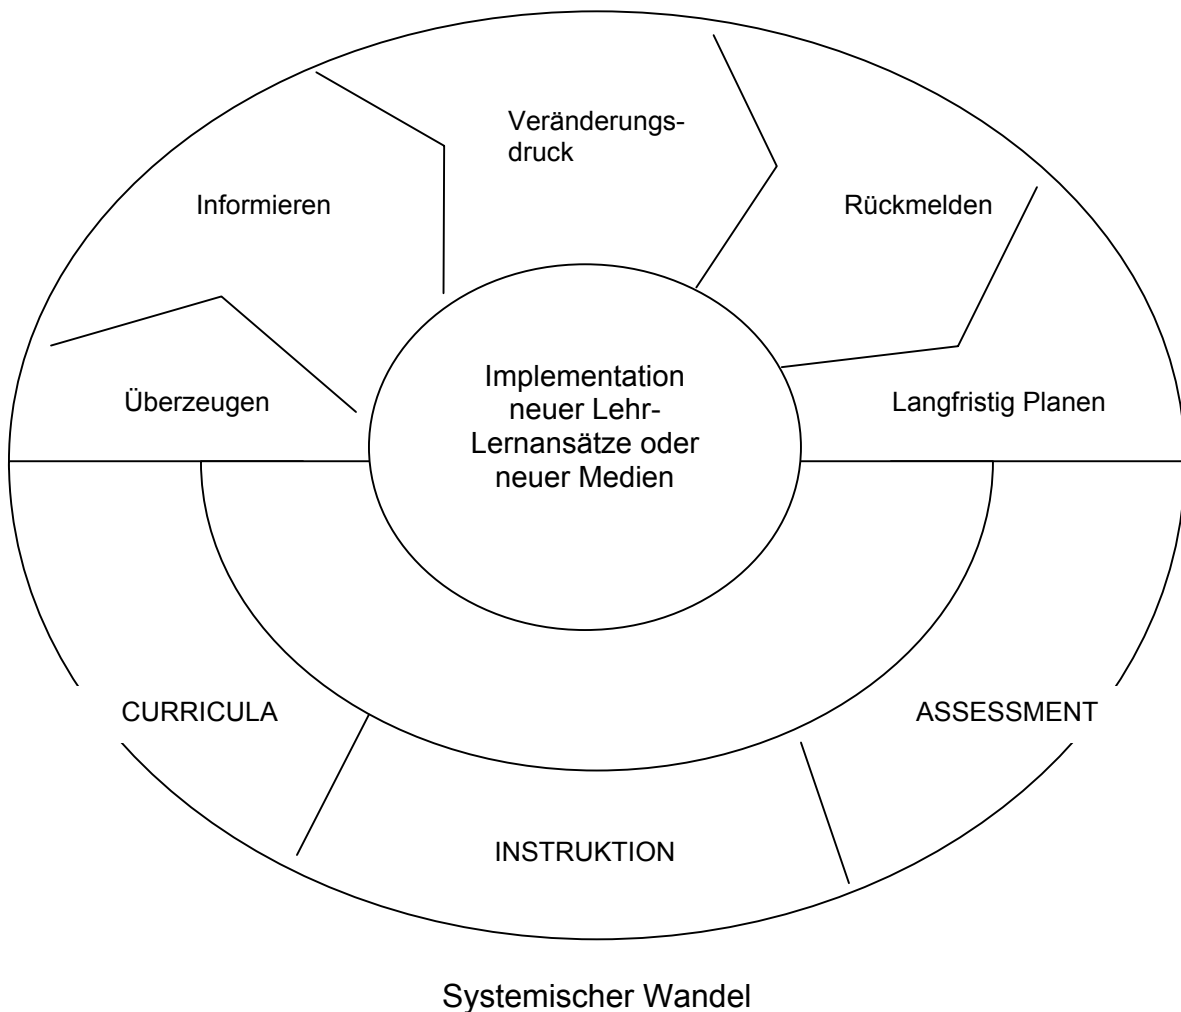 Veränderungs-
druck
Informieren
Rückmelden
Überzeugen
Implementation
neuer Lehr-
Lernansätze oder
neuer Medien
Langfristig Planen
CURRICULA
ASSESSMENT
INSTRUKTION
Systemischer Wandel